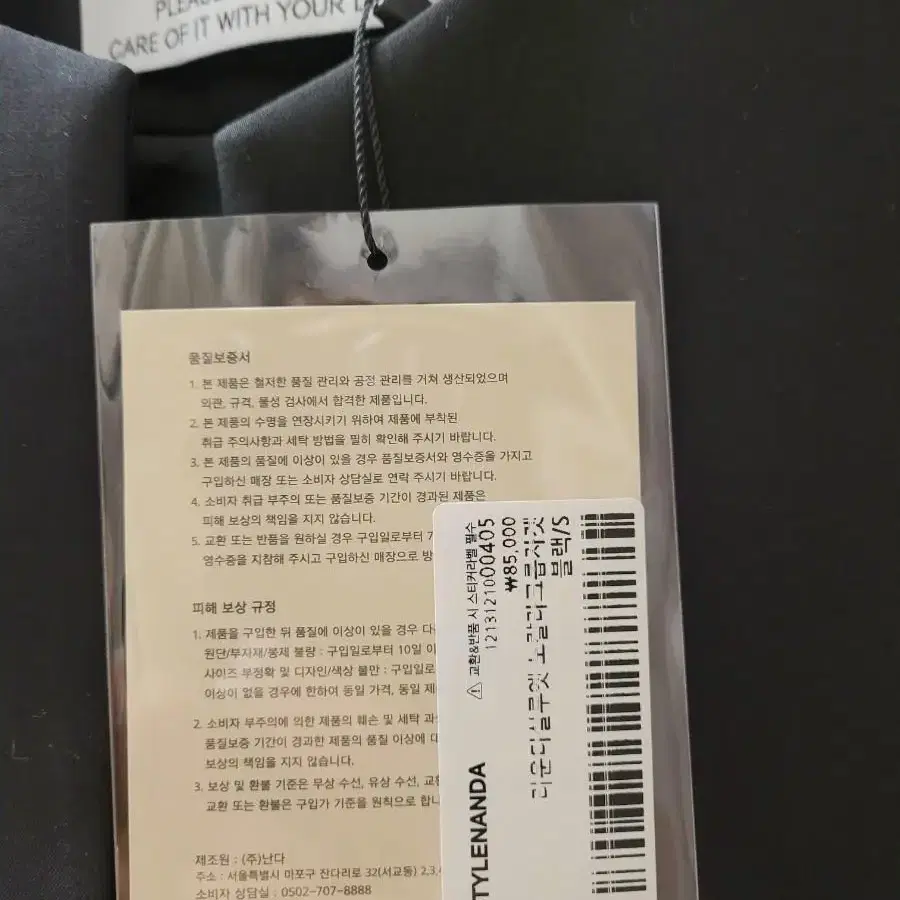 PLEASE
CARE OF IT WITH YOUR
품질보증서
1. 본 제품은 철저한 품질 관리와 공정 관리를 거쳐 생산되었으며
외관, 규격, 물성 검사에서 합격한 제품입니다.
2. 본 제품의 수명을 연장시키기 위하여 제품에 부착된
취급 주의사항과 세탁 방법을 필히 확인해 주시기 바랍니다.
3. 본 제품의 품질에 이상이 있을 경우 품질보증서와 영수증을 가지고
구입하신 매장 또는 소비자 상담실로 연락 주시기 바랍니다.
4. 소비자 취급 부주의 또는 품질보증 기간이 경과된 제품은
피해 보상의 책임을 지지 않습니다.
5. 교환 또는 반품을 원하실 경우 구입일로부터
영수증을 지참해 주시고 구입하신 매장으로
피해 보상 규정
1. 제품을 구입한 뒤 품질에 이상이 있을 경우
원단/부자재/봉제 불량 : 구입일로부터 10일
사이즈 부정확 및 디자인/색상 불만 : 구입일로
이상이 없을 경우에 한하여 동일 가격, 동일
2. 소비자 부주의에 의한 제품의 훼손 및 세탁
품질보증 기간이 경과한 제품의 품질 이상에
보상의 책임을 지지 않습니다.
3. 보상 및 환불 기준은 무상 수선, 유상 수선,
교환 또는 환불은 구입가 기준을 원칙으로
제조원 : (주)난다
주소 : 서울특별시 마포구 잔다리로 32(서교동) 2,3,4
소비자 상담실 : 0502-707-8888
⚠ 교환&반품 시 스티커라벨 필수
1213121000405
₩85,000
라운디실루엣 노칼라크롭자켓
블랙/S
STYLENANDA